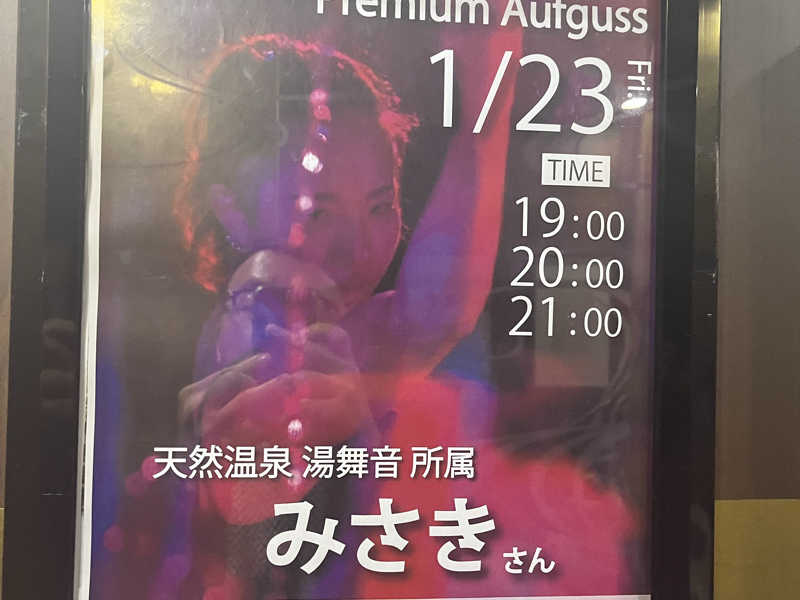 Premium Aufguss
1/23 Fri.
TIME
19:00
20:00
21:00
天然温泉 湯舞音 所属
みさき さん